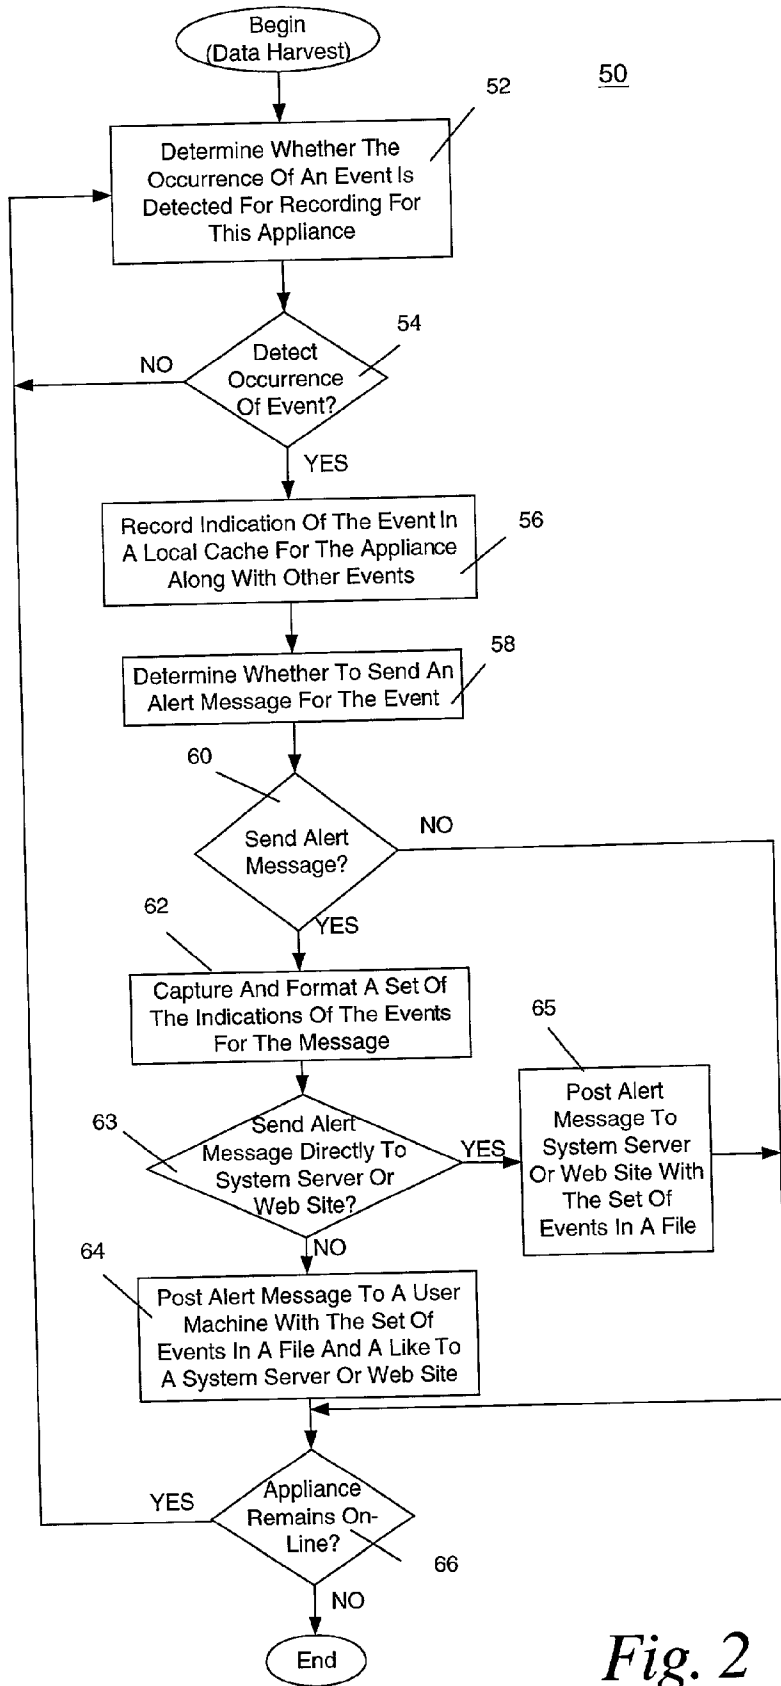 Begin
(Data Harvest)
50
52
Determine Whether The
Occurrence Of An Event Is
Detected For Recording For
This Appliance
54
Detect
Occurrence
Of Event?
NO
YES
Record Indication Of The Event In
A Local Cache For The Appliance
Along With Other Events
56
Determine Whether To Send An
Alert Message For The Event
58
60
Send Alert
Message?
NO
YES
62
Capture And Format A Set Of
The Indications Of The Events
For The Message
63
Send Alert
Message Directly To
System Server Or
Web Site?
YES
65
Post Alert
Message To
System Server
Or Web Site With
The Set Of
Events In A File
NO
64
Post Alert Message To A User
Machine With The Set Of
Events In A File And A Like To
A System Server Or Web Site
Appliance
Remains On-
Line?
YES
66
NO
End
Fig. 2